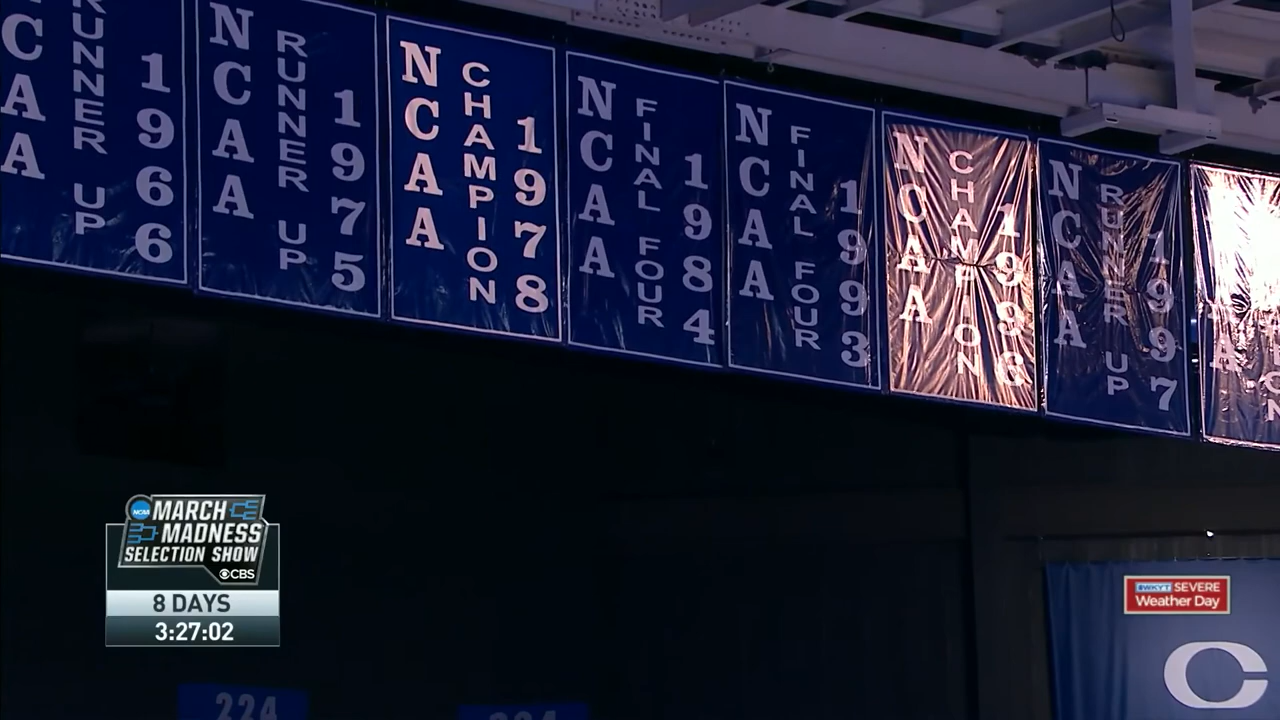 NCAA RUNNER UP 1966
NCAA RUNNER UP 1975
NCAA CHAMPION 1978
NCAA FINAL FOUR 1984
NCAA FINAL FOUR 1993
NCAA CHAMPION 1996
NCAA RUNNER UP 1997
NCAA
MARCH
MADNESS
SELECTION SHOW
CBS
8 DAYS
3:27:02
WKYT SEVERE
Weather Day
C
224